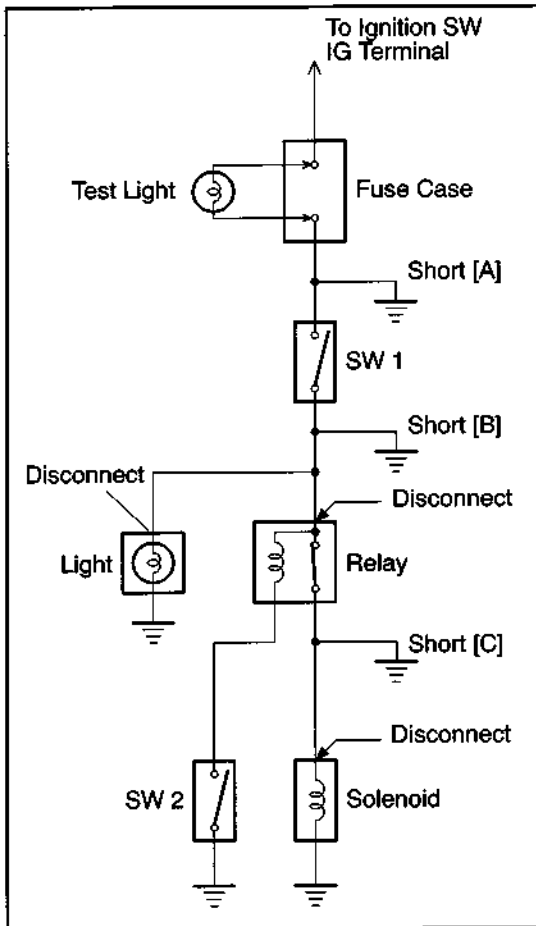 To Ignition SW
IG Terminal
Test Light
Fuse Case
Short [A]
SW 1
Short [B]
Disconnect
Disconnect
Light
Relay
Short [C]
Disconnect
SW 2
Solenoid